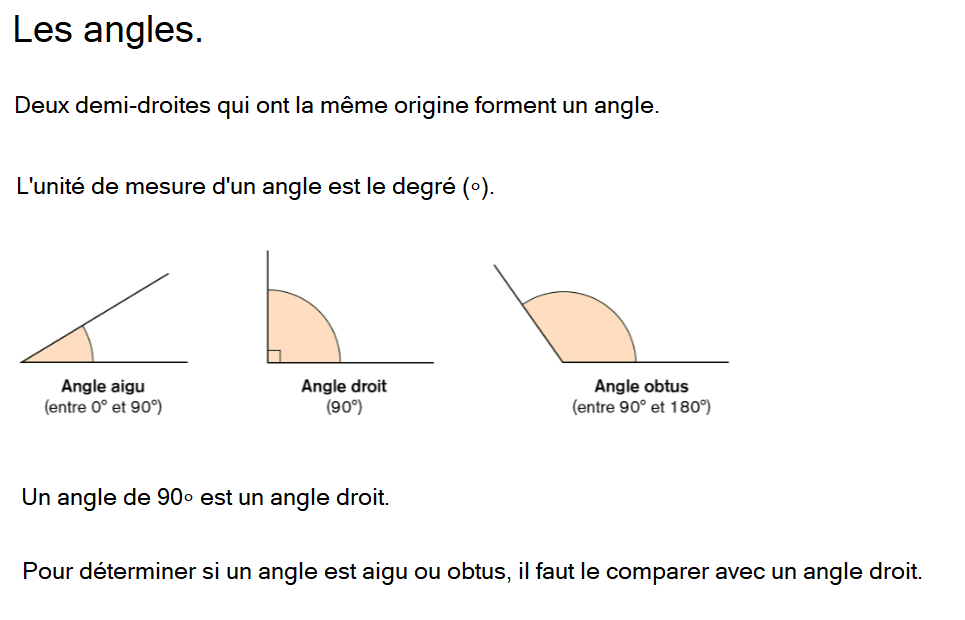 Les angles.
Deux demi-droites qui ont la même origine forment un angle.
L'unité de mesure d'un angle est le degré (°).
Angle aigu
(entre 0° et 90°)
Angle droit
(90°)
Angle obtus
(entre 90° et 180°)
Un angle de 90° est un angle droit.
Pour déterminer si un angle est aigu ou obtus, il faut le comparer avec un angle droit.